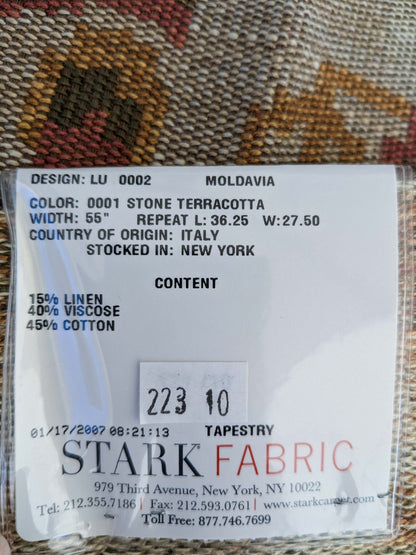 DESIGN: LU 0002 MOLDAVIA
COLOR: 0001 STONE TERRACOTTA
WIDTH: 55" REPEAT L: 36.25 W:27.50
COUNTRY OF ORIGIN: ITALY
STOCKED IN: NEW YORK
CONTENT
15% LINEN
40% VISCOSE
45% COTTON
223 10
01/17/2007 08:21:13 TAPESTRY
STARK FABRIC
979 Third Avenue, New York, NY 10022
Tel: 212.355.7186 | Fax: 212.593.0761 | www.starkcarpet.com
Toll Free: 877.746.7699